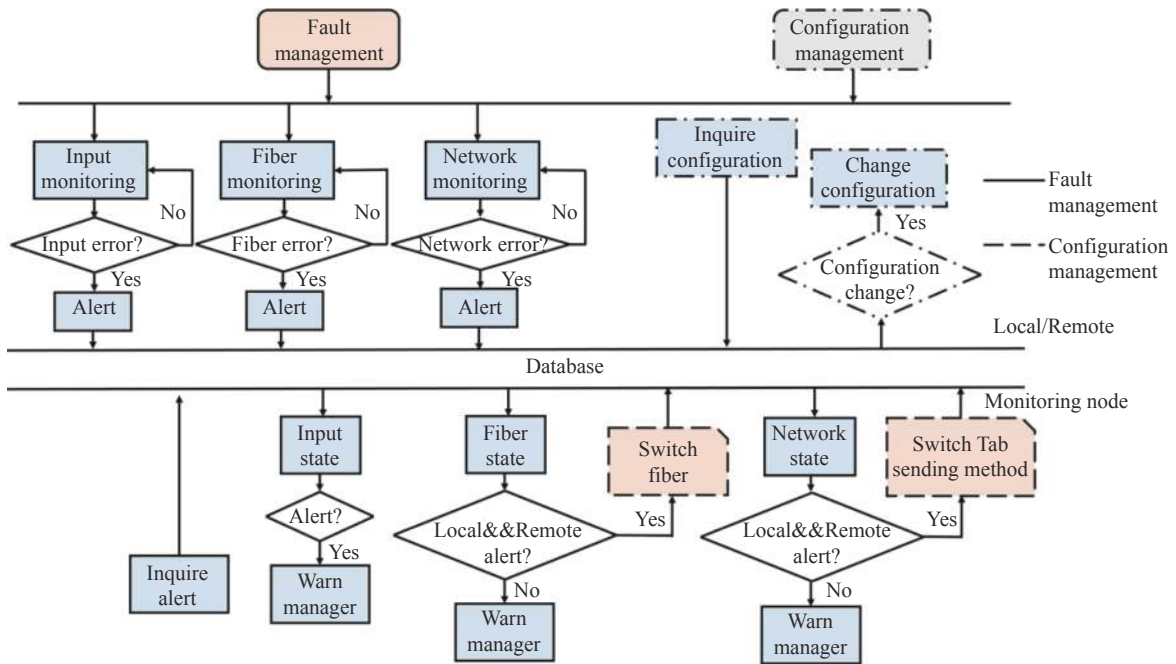 Fault
management
Configuration
management
Input
monitoring
Fiber
monitoring
Network
monitoring
Inquire
configuration
Change
configuration
No
No
No
Input error?
Fiber error?
Network error?
Yes
Yes
Yes
Yes
Configuration
change?
Alert
Alert
Alert
Fault
management
Configuration
management
Local/Remote
Database
Monitoring node
Input
state
Fiber
state
Switch
fiber
Network
state
Switch Tab
sending method
Alert?
Local&&Remote
alert?
Yes
Local&&Remote
alert?
Yes
Yes
No
No
Inquire
alert
Warn
manager
Warn
manager
Warn
manager